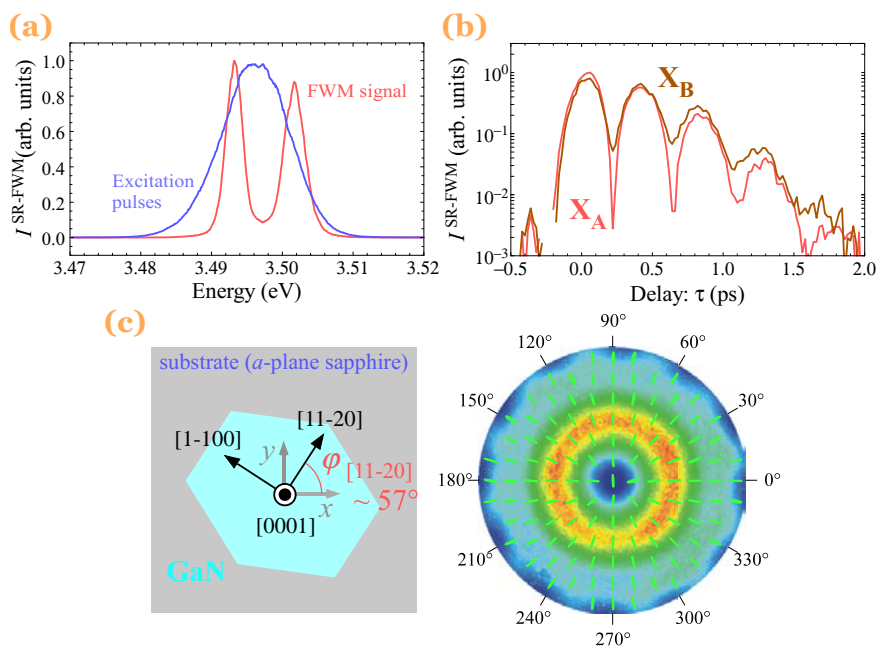 (a)
I SR-FWM (arb. units)
1.0
0.8
0.6
0.4
0.2
0.0
Excitation
pulses
FWM signal
3.47
3.48
3.49
3.50
3.51
3.52
Energy (eV)
(b)
I SR-FWM (arb. units)
10⁰
10⁻¹
10⁻²
10⁻³
X_A
X_B
−0.5
0.0
0.5
1.0
1.5
2.0
Delay: τ (ps)
(c)
substrate (a-plane sapphire)
[11-20]
[1-100]
y
φ
[11-20]
~ 57°
x
[0001]
GaN
90°
120°
60°
150°
30°
180°
0°
210°
330°
240°
300°
270°